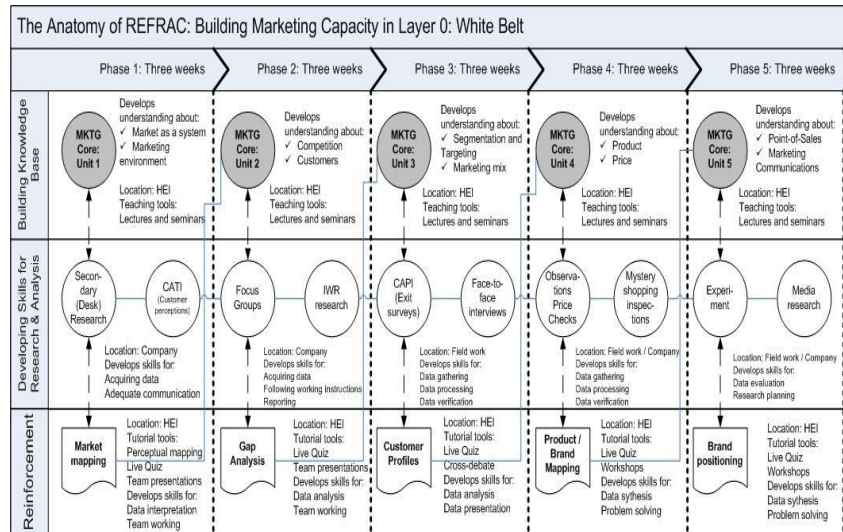 The Anatomy of REFRAC: Building Marketing Capacity in Layer 0: White Belt
Phase 1: Three weeks
Phase 2: Three weeks
Phase 3: Three weeks
Phase 4: Three weeks
Phase 5: Three weeks
Building Knowledge
Base
MKTG
Core:
Unit 1
Develops
understanding about:
✓ Market as a system
✓ Marketing
environment
Location: HEI
Teaching tools:
Lectures and seminars
MKTG
Core:
Unit 2
Develops
understanding about:
✓ Competition
✓ Customers
Location: HEI
Teaching tools:
Lectures and seminars
MKTG
Core:
Unit 3
Develops
understanding about:
✓ Segmentation and
Targeting
✓ Marketing mix
Location: HEI
Teaching tools:
Lectures and seminars
MKTG
Core:
Unit 4
Develops
understanding about:
✓ Product
✓ Price
Location: HEI
Teaching tools:
Lectures and seminars
MKTG
Core:
Unit 5
Develops
understanding about:
✓ Point-of-Sales
✓ Marketing
Communications
Location: HEI
Teaching tools:
Lectures and seminars
Developing Skills for
Research & Analysis
Secon-
dary
(Desk)
Research
CATI
(Customer
perceptions)
Location: Company
Develops skills for:
Acquiring data
Adequate communication
Focus
Groups
IWR
research
Location: Company
Develops skills for:
Acquiring data
Following working instructions
Reporting
CAPI
(Exit
surveys)
Face-to-
face
interviews
Location: Field work
Develops skills for:
Data gathering
Data processing
Data verification
Observa-
tions
Price
Checks
Mystery
shopping
inspec-
tions
Location: Field work / Company
Develops skills for:
Data gathering
Data processing
Data verification
Experi-
ment
Media
research
Location: Field work / Company
Develops skills for:
Data evaluation
Research planning
Reinforcement
Market
mapping
Location: HEI
Tutorial tools:
Perceptual mapping
Live Quiz
Team presentations
Develops skills for:
Data interpretation
Team working
Gap
Analysis
Location: HEI
Tutorial tools:
Live Quiz
Team presentations
Develops skills for:
Data analysis
Team working
Customer
Profiles
Location: HEI
Tutorial tools:
Live Quiz
Cross-debate
Develops skills for:
Data analysis
Data presentation
Product /
Brand
Mapping
Location: HEI
Tutorial tools:
Live Quiz
Workshops
Develops skills for:
Data sythesis
Problem solving
Brand
positioning
Location: HEI
Tutorial tools:
Live Quiz
Workshops
Develops skills for:
Data sythesis
Problem solving